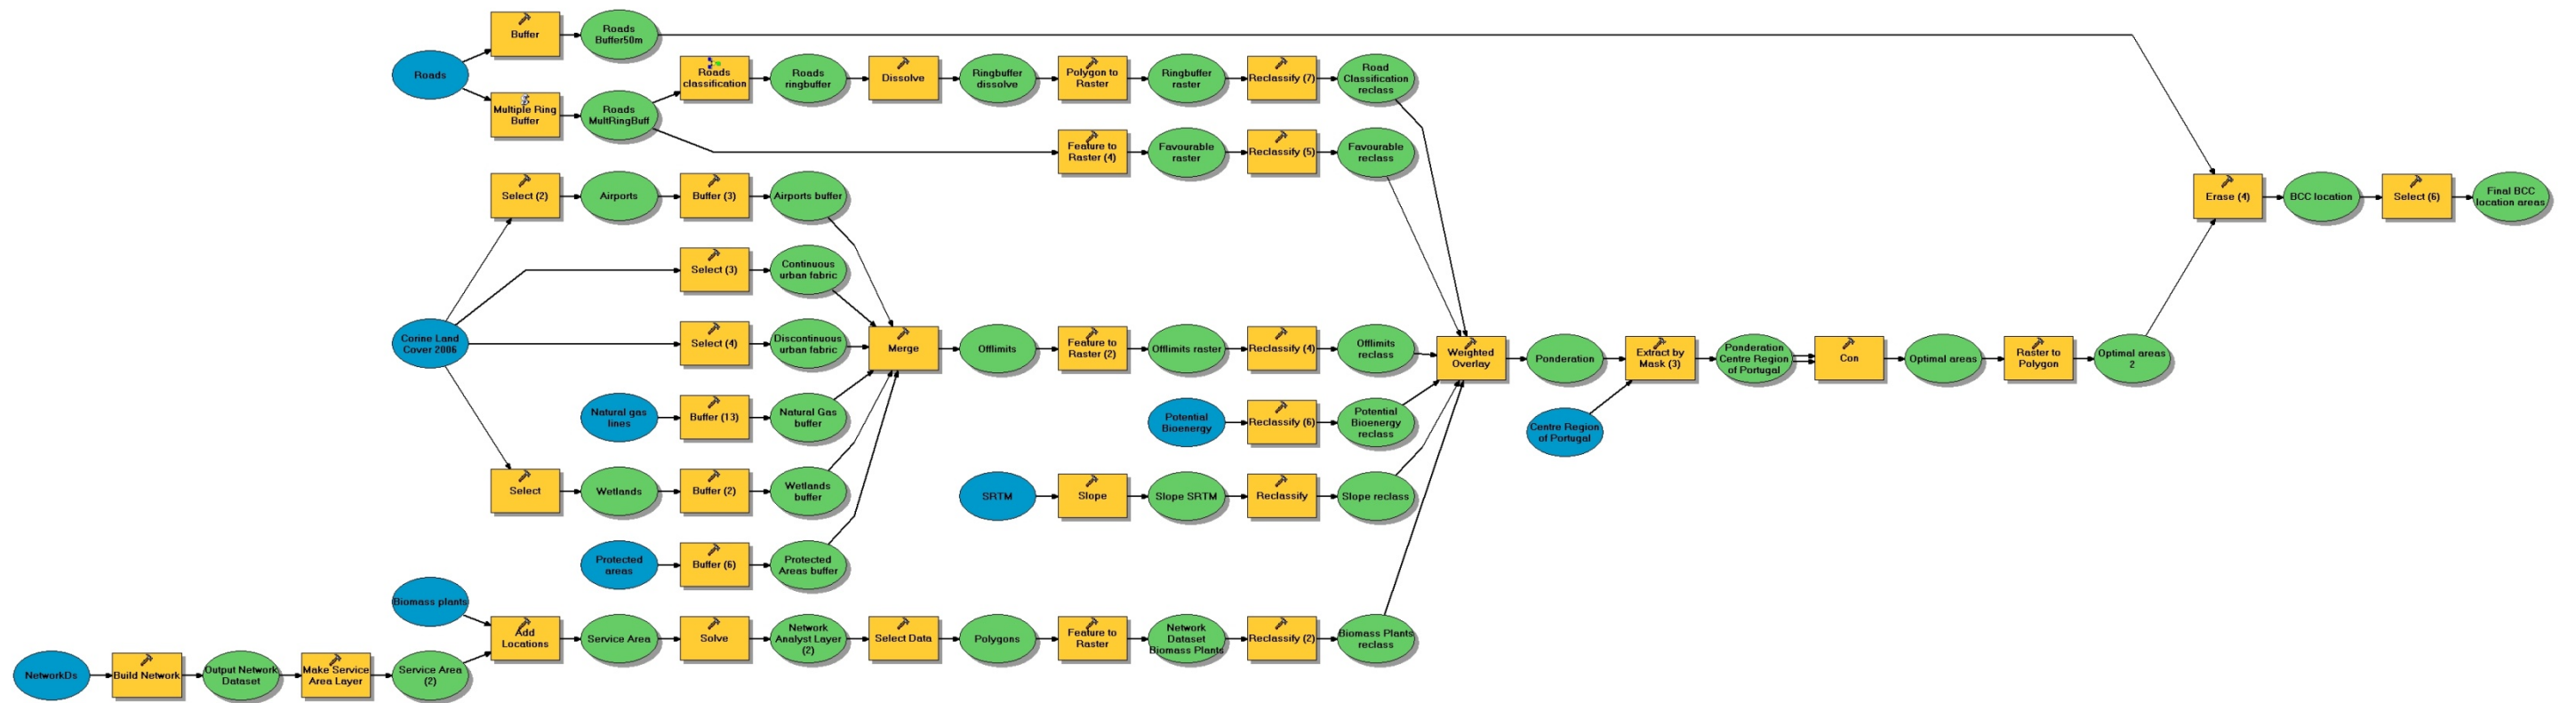 Buffer
Roads
Buffer50m
Roads
Roads
classification
Roads
ringbuffer
Dissolve
Ringbuffer
dissolve
Polygon to
Raster
Ringbuffer
raster
Reclassify (7)
Road
Classification
reclass
Multiple Ring
Buffer
Roads
MultRingBuff
Feature to
Raster (4)
Favourable
raster
Reclassify (5)
Favourable
reclass
Select (2)
Airports
Buffer (3)
Airports buffer
Erase (4)
BCC location
Select (6)
Final BCC
location areas
Select (3)
Continuous
urban fabric
Corine Land
Cover 2006
Select (4)
Discontinuous
urban fabric
Merge
Offlimits
Feature to
Raster (2)
Offlimits raster
Reclassify (4)
Offlimits
reclass
Weighted
Overlay
Ponderation
Extract by
Mask (3)
Ponderation
Centre Region
of Portugal
Con
Optimal areas
Raster to
Polygon
Optimal areas
2
Natural gas
lines
Buffer (13)
Natural Gas
buffer
Potential
Bioenergy
Reclassify (6)
Potential
Bioenergy
reclass
Centre Region
of Portugal
Select
Wetlands
Buffer (2)
Wetlands
buffer
SRTM
Slope
Slope SRTM
Reclassify
Slope reclass
Protected
areas
Buffer (6)
Protected
Areas buffer
Biomass plants
Add
Locations
Service Area
Solve
Network
Analyst Layer
(2)
Select Data
Polygons
Feature to
Raster
Network
Dataset
Biomass Plants
Reclassify (2)
Biomass Plants
reclass
NetworkDs
Build Network
Output Network
Dataset
Make Service
Area Layer
Service Area
(2)